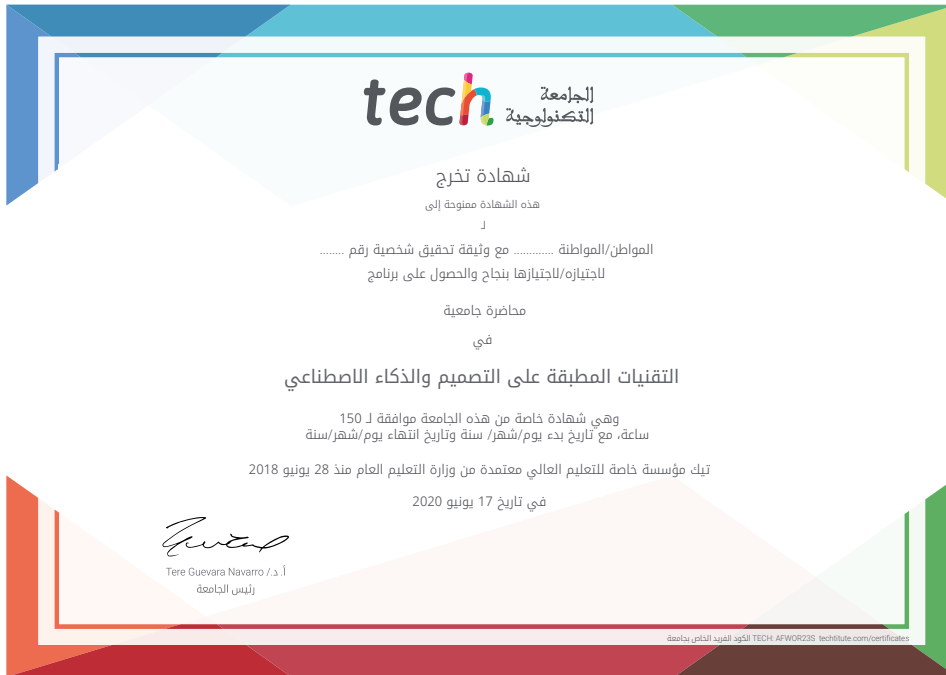 tech الجامعة
التكنولوجية
شهادة تخرج
هذه الشهادة ممنوحة إلى
لـ
المواطن/المواطنة ............ مع وثيقة تحقيق شخصية رقم ........
لاجتيازه/لاجتيازها بنجاح والحصول على برنامج
محاضرة جامعية
في
التقنيات المطبقة على التصميم والذكاء الاصطناعي
وهي شهادة خاصة من هذه الجامعة موافقة لـ 150
ساعة، مع تاريخ بدء يوم/شهر/ سنة وتاريخ انتهاء يوم/شهر/سنة
تيك مؤسسة خاصة للتعليم العالي معتمدة من وزارة التعليم العام منذ 28 يونيو 2018
في تاريخ 17 يونيو 2020
أ. د./ Tere Guevara Navarro
رئيس الجامعة
الكود الفريد الخاص بجامعة TECH: AFWOR23S techtitute.com/certificates